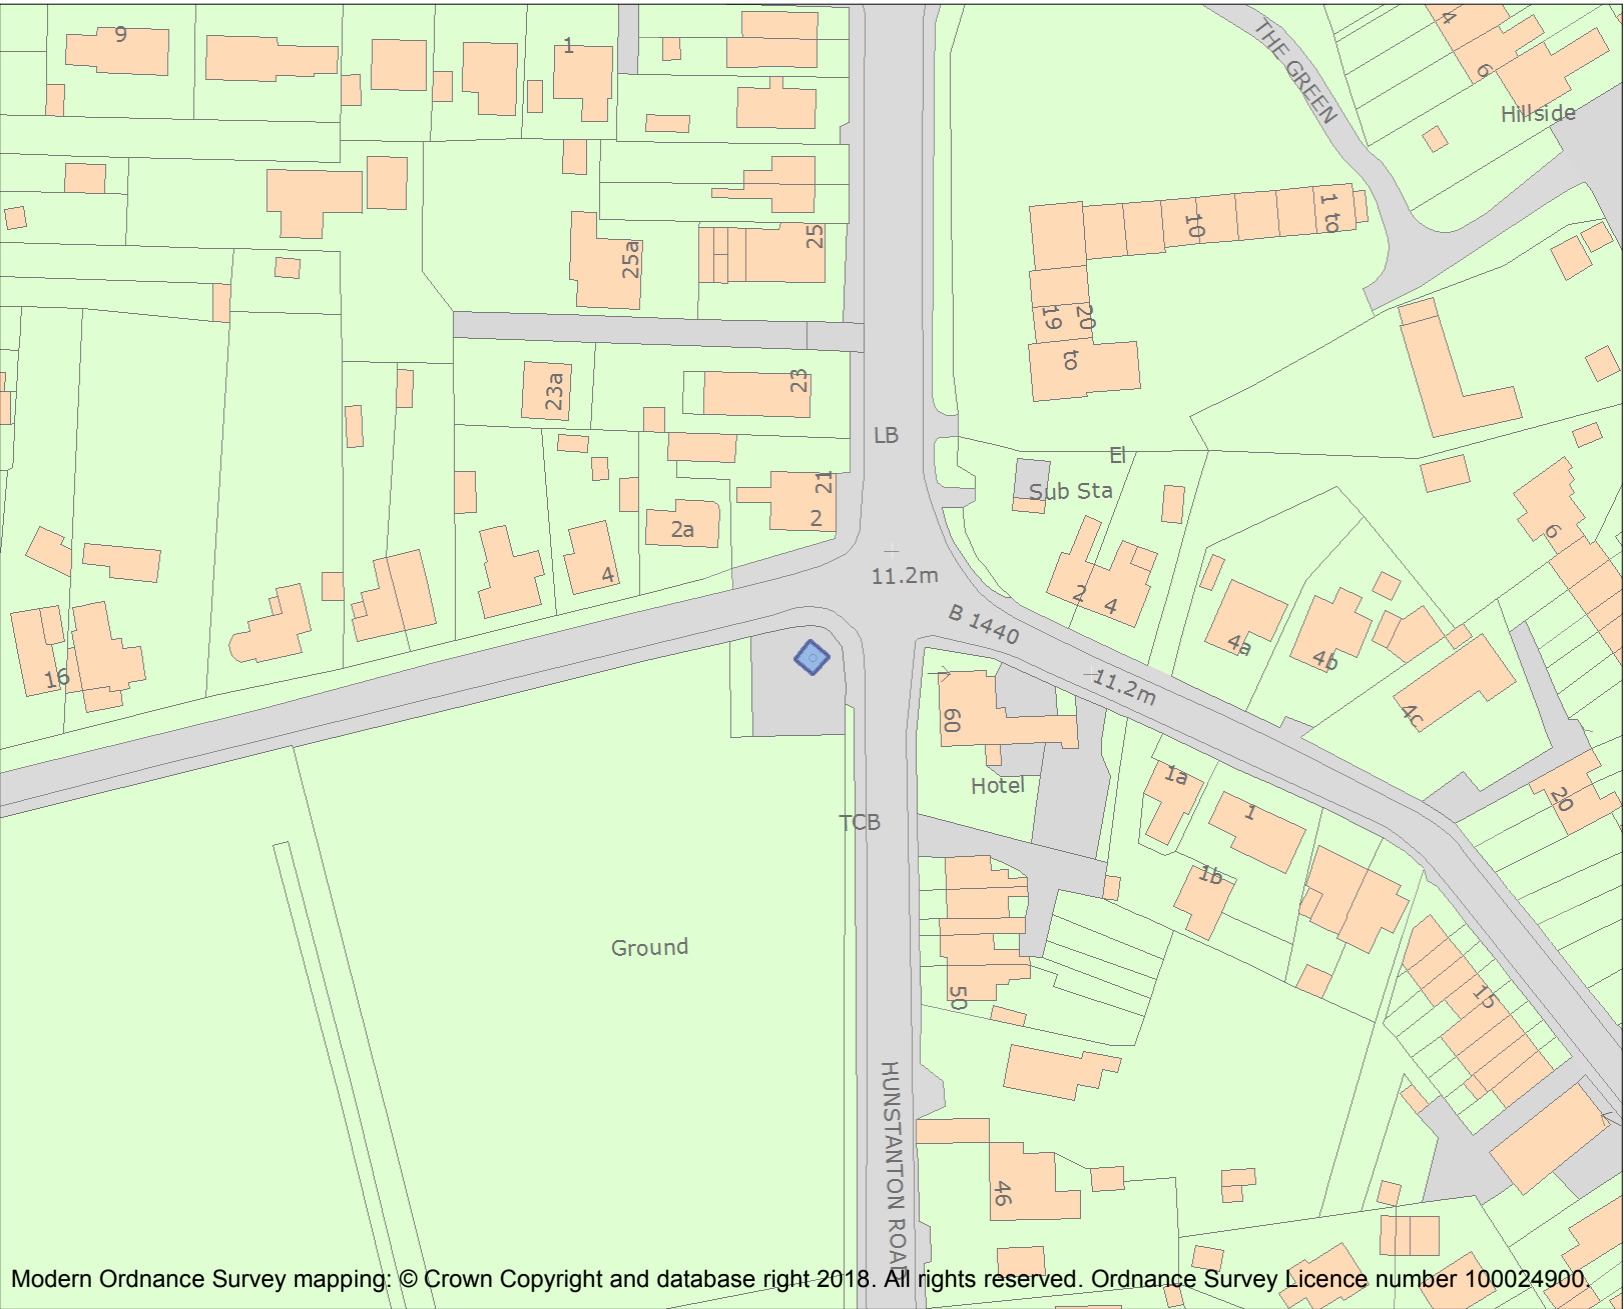 9
1
THE GREEN
4
6
Hillside
1 to
10
25
25a
20
19
to
23
23a
LB
El
Sub Sta
21
2
2a
4
6
11.2m
2
4
B 1440
4a
4b
4c
16
11.2m
60
Hotel
1a
1
1b
20
TCB
Ground
50
15
HUNSTANTON ROAD
46
Modern Ordnance Survey mapping: © Crown Copyright and database right 2018. All rights reserved. Ordnance Survey Licence number 100024900.